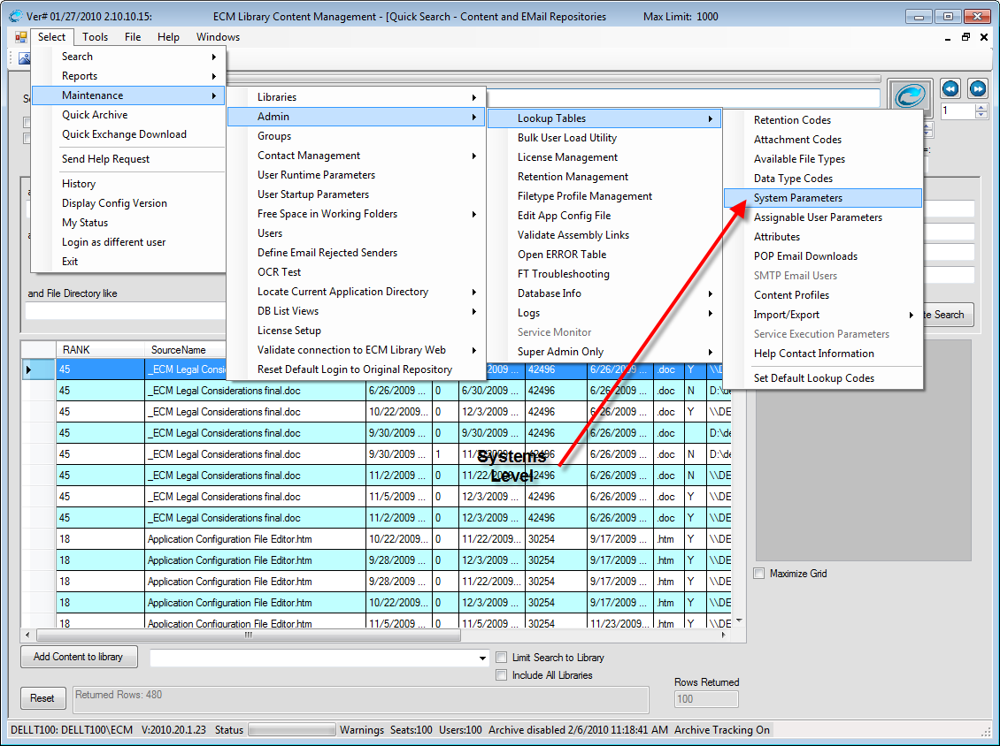 Ver# 01/27/2010 2.10.10.15: ECM Library Content Management - [Quick Search - Content and EMail Repositories Max Limit: 1000
Select Tools File Help Windows
Search
Reports
Maintenance
Quick Archive
Quick Exchange Download
Send Help Request
History
Display Config Version
My Status
Login as different user
Exit
Libraries
Admin
Groups
Contact Management
User Runtime Parameters
User Startup Parameters
Free Space in Working Folders
Users
Define Email Rejected Senders
OCR Test
Locate Current Application Directory
DB List Views
License Setup
Validate connection to ECM Library Web
Reset Default Login to Original Repository
Lookup Tables
Bulk User Load Utility
License Management
Retention Management
Filetype Profile Management
Edit App Config File
Validate Assembly Links
Open ERROR Table
FT Troubleshooting
Database Info
Logs
Service Monitor
Super Admin Only
Retention Codes
Attachment Codes
Available File Types
Data Type Codes
System Parameters
Assignable User Parameters
Attributes
POP Email Downloads
SMTP Email Users
Content Profiles
Import/Export
Service Execution Parameters
Help Contact Information
Set Default Lookup Codes
1
and File Directory like
te Search
RANK SourceName
45 _ECM Legal Consi 2009 ... 42496 6/26/2009 ... .doc Y \\DE
45 _ECM Legal Considerations final.doc 6/26/2009 ... 0 6/30/2009 ... 42496 6/26/2009 ... .doc N D:\de
45 _ECM Legal Considerations final.doc 10/22/2009... 0 12/3/2009 ... 42496 6/26/2009 ... .doc Y \\DE
45 _ECM Legal Considerations final.doc 9/30/2009 ... 0 9/30/2009 ... 42496 6/26/2009 ... .doc D:\de
45 _ECM Legal Considerations final.doc 9/30/2009 ... 1 42496 6/26/2009 ... .doc N D:\de
45 _ECM Legal Considerations final.doc 11/2/2009 ... 0 11/22/2009... 42496 6/26/2009 ... .doc N \\DE
45 _ECM Legal Considerations final.doc 11/5/2009 ... 0 12/3/2009 ... 42496 6/26/2009 ... .doc Y \\DE
45 _ECM Legal Considerations final.doc 11/2/2009 ... 0 12/3/2009 ... 42496 6/26/2009 ... .doc Y \\DE
18 Application Configuration File Editor.htm 10/22/2009... 0 11/22/2009... 30254 9/17/2009 ... .htm Y \\DE
18 Application Configuration File Editor.htm 9/28/2009 ... 0 12/3/2009 ... 30254 9/17/2009 ... .htm Y \\DE
18 Application Configuration File Editor.htm 9/28/2009 ... 0 11/22/2009... 30254 9/17/2009 ... .htm Y \\DE
18 Application Configuration File Editor.htm 10/22/2009... 0 12/3/2009 ... 30254 9/17/2009 ... .htm Y \\DE
18 Application Configuration File Editor.htm 11/5/2009 ... 0 11/5/2009 ... 30254 11/23/2009... .htm Y \\DE
Systems
Level
Maximize Grid
Add Content to library
Limit Search to Library
Include All Libraries
Reset
Returned Rows: 480
Rows Returned
100
DELLT100: DELLT100\ECM V:2010.20.1.23 Status Warnings Seats:100 Users:100 Archive disabled 2/6/2010 11:18:41 AM Archive Tracking On